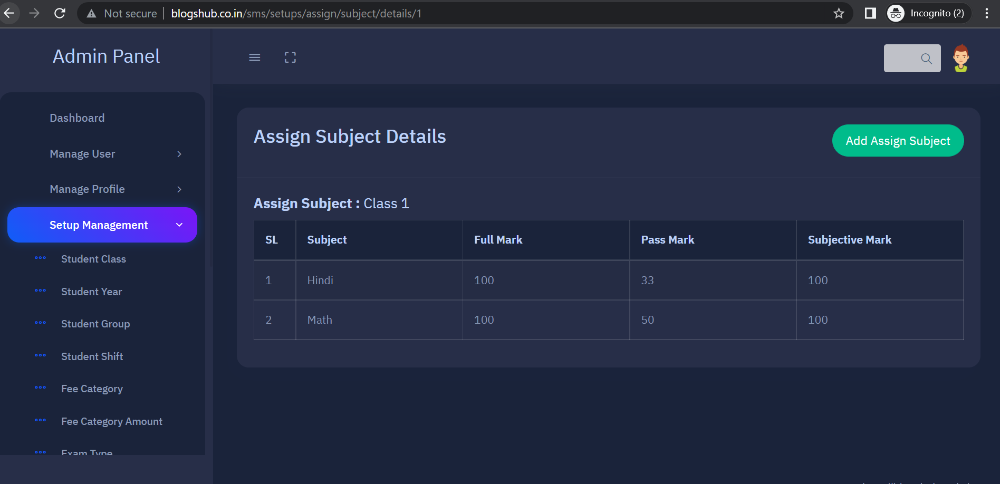 Not secure | blogshub.co.in/sms/setups/assign/subject/details/1
Incognito (2)
Admin Panel
Dashboard
Manage User
Manage Profile
Setup Management
Student Class
Student Year
Student Group
Student Shift
Fee Category
Fee Category Amount
Exam Type
Assign Subject Details
Add Assign Subject
Assign Subject : Class 1
SL Subject Full Mark Pass Mark Subjective Mark
1 Hindi 100 33 100
2 Math 100 50 100